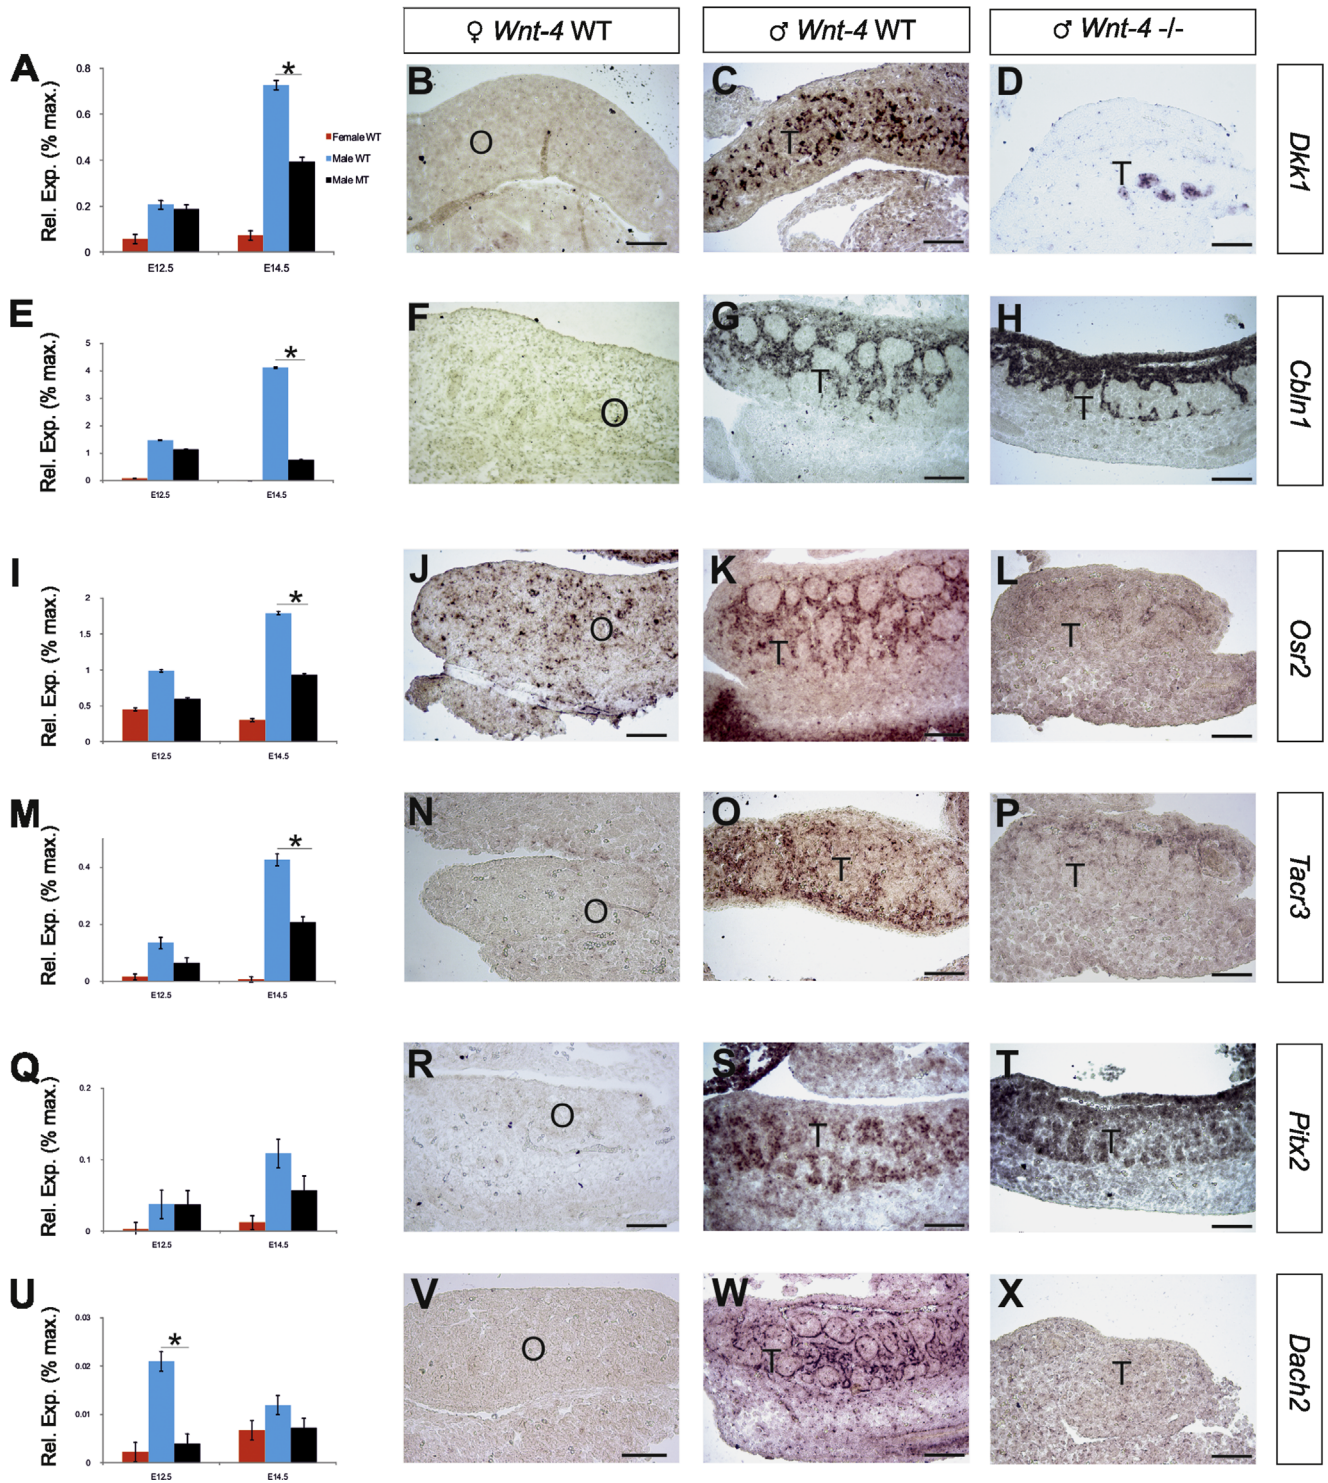 ♀ Wnt-4 WT
♂ Wnt-4 WT
♂ Wnt-4 -/-
A
Rel. Exp. (% max.)
0.8
0.6
0.4
0.2
0
*
E12.5
E14.5
Female WT
Male WT
Male MT
B
O
C
T
D
T
Dkk1
E
Rel. Exp. (% max.)
5
4
3
2
1
0
*
E12.5
E14.5
F
O
G
T
H
T
Cbln1
I
Rel. Exp. (% max.)
2
1.5
1
0.5
0
*
E12.5
E14.5
J
O
K
T
L
T
Osr2
M
Rel. Exp. (% max.)
0.4
0.2
0
*
E12.5
E14.5
N
O
O
T
P
T
Tacr3
Q
Rel. Exp. (% max.)
0.2
0.1
0
E12.5
E14.5
R
O
S
T
T
T
Pitx2
U
Rel. Exp. (% max.)
0.03
0.02
0.01
0
*
E12.5
E14.5
V
O
W
T
X
T
Dach2